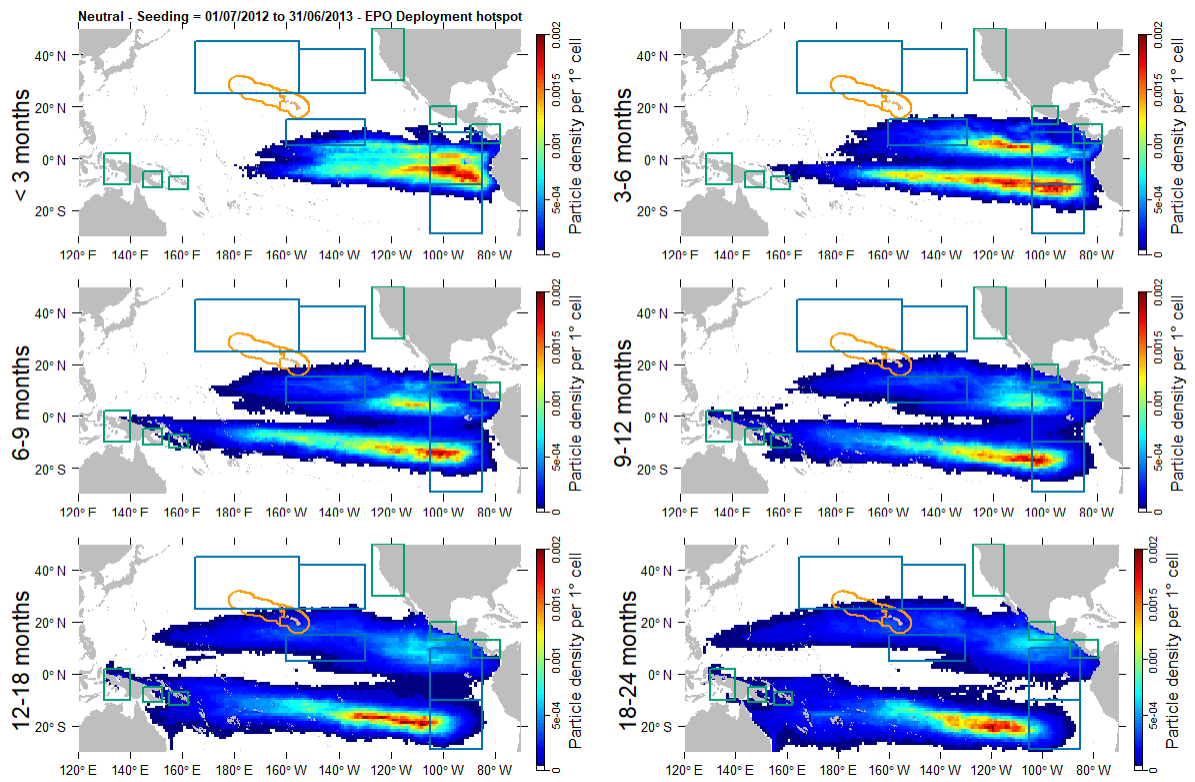 Neutral - Seeding = 01/07/2012 to 31/06/2013 - EPO Deployment hotspot
< 3 months
40° N
20° N
0° N
20° S
120° E 140° E 160° E 180° W 160° W 140° W 120° W 100° W 80° W
0 5e-04 0.001 0.0015 0.002
Particle density per 1° cell
3-6 months
40° N
20° N
0° N
20° S
120° E 140° E 160° E 180° W 160° W 140° W 120° W 100° W 80° W
0 5e-04 0.001 0.0015 0.002
Particle density per 1° cell
6-9 months
40° N
20° N
0° N
20° S
120° E 140° E 160° E 180° W 160° W 140° W 120° W 100° W 80° W
0 5e-04 0.001 0.0015 0.002
Particle density per 1° cell
9-12 months
40° N
20° N
0° N
20° S
120° E 140° E 160° E 180° W 160° W 140° W 120° W 100° W 80° W
0 5e-04 0.001 0.0015 0.002
Particle density per 1° cell
12-18 months
40° N
20° N
0° N
20° S
120° E 140° E 160° E 180° W 160° W 140° W 120° W 100° W 80° W
0 5e-04 0.001 0.0015 0.002
Particle density per 1° cell
18-24 months
40° N
20° N
0° N
20° S
120° E 140° E 160° E 180° W 160° W 140° W 120° W 100° W 80° W
0 5e-04 0.001 0.0015 0.002
Particle density per 1° cell